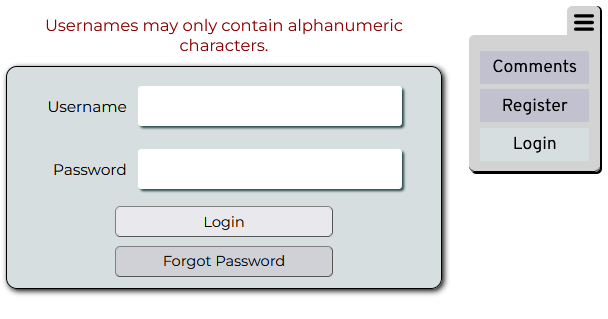 Usernames may only contain alphanumeric
characters.
Username
Password
Login
Forgot Password
Comments
Register
Login